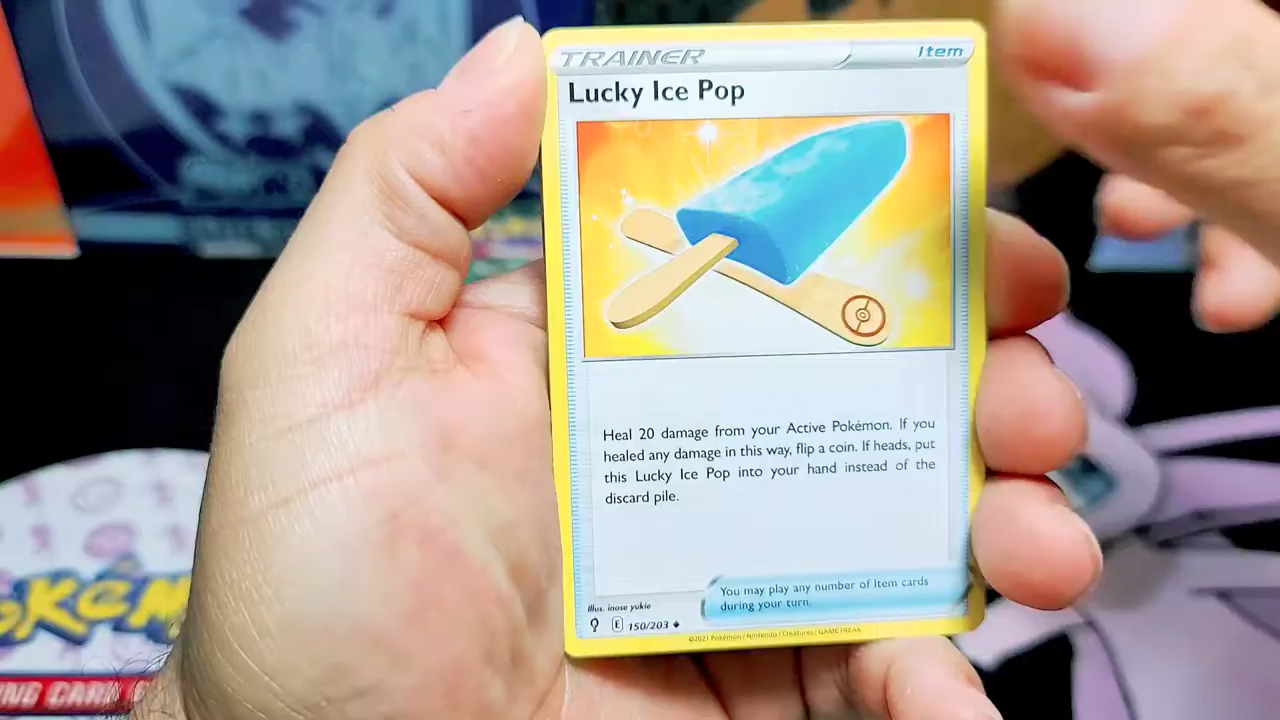 TRAINER
Item
Lucky Ice Pop
Heal 20 damage from your Active Pokémon. If you
healed any damage in this way, flip a coin. If heads, put
this Lucky Ice Pop into your hand instead of the
discard pile.
You may play any number of Item cards
during your turn.
Illus. inose yukie
E 150/203
©2021 Pokémon / Nintendo / Creatures / GAME FREAK